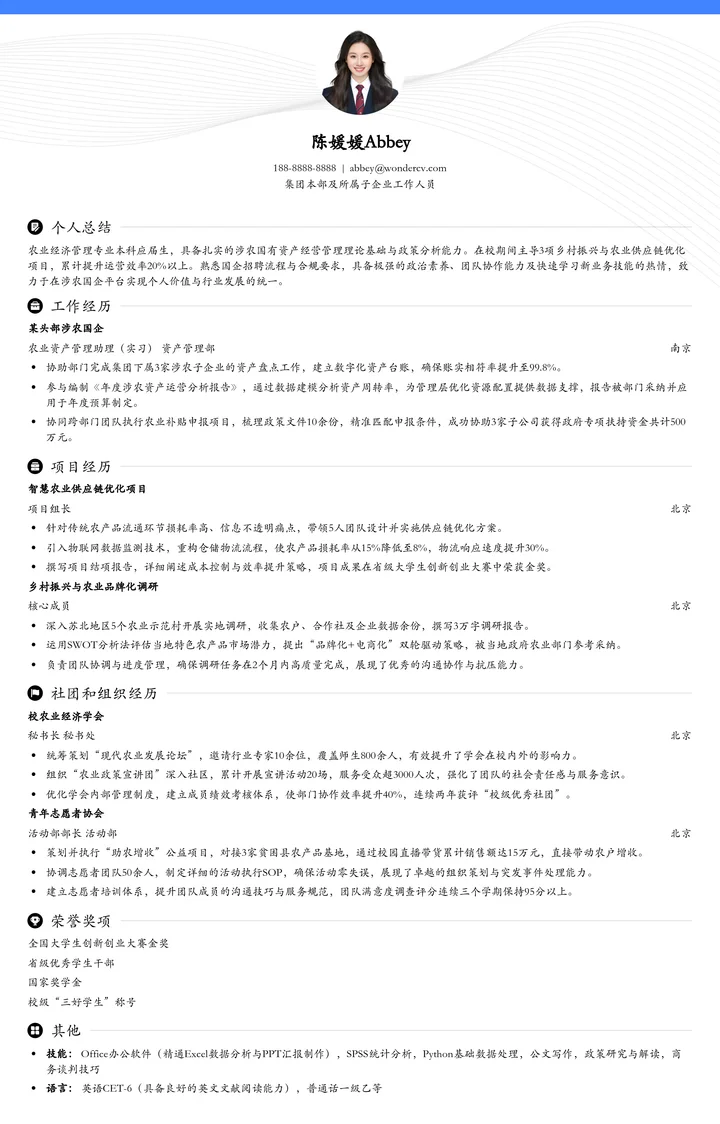 陈媛媛Abbey
188-8888-8888 | abbey@wondercv.com
集团本部及所属子企业工作人员
个人总结
农业经济管理专业本科应届生，具备扎实的涉农国有资产经营管理理论基础与政策分析能力。在校期间主导3项乡村振兴与农业供应链优化
项目，累计提升运营效率20%以上。熟悉国企招聘流程与合规要求，具备极强的政治素养、团队协作能力及快速学习新业务技能的热情，致
力于在涉农国企平台实现个人价值与行业发展的统一。
工作经历
某头部涉农国企
农业资产管理助理（实习） 资产管理部 南京
• 协助部门完成集团下属3家涉农子企业的资产盘点工作，建立数字化资产台账，确保账实相符率提升至99.8%。
• 参与编制《年度涉农资产运营分析报告》，通过数据建模分析资产周转率，为管理层优化资源配置提供数据支撑，报告被部门采纳并应
用于年度预算制定。
• 协同跨部门团队执行农业补贴申报项目，梳理政策文件10余份，精准匹配申报条件，成功协助3家子公司获得政府专项扶持资金共计500
万元。
项目经历
智慧农业供应链优化项目
项目组长 北京
• 针对传统农产品流通环节损耗率高、信息不透明痛点，带领5人团队设计并实施供应链优化方案。
• 引入物联网数据监测技术，重构仓储物流流程，使农产品损耗率从15%降低至8%，物流响应速度提升30%。
• 撰写项目结项报告，详细阐述成本控制与效率提升策略，项目成果在省级大学生创新创业大赛中荣获金奖。
乡村振兴与农业品牌化调研
核心成员 北京
• 深入苏北地区5个农业示范村开展实地调研，收集农户、合作社及企业数据余份，撰写3万字调研报告。
• 运用SWOT分析法评估当地特色农产品市场潜力，提出“品牌化+电商化”双轮驱动策略，被当地政府农业部门参考采纳。
• 负责团队协调与进度管理，确保调研任务在2个月内高质量完成，展现了优秀的沟通协作与抗压能力。
社团和组织经历
校农业经济学会
秘书长 秘书处 北京
• 统筹策划“现代农业发展论坛”，邀请行业专家10余位，覆盖师生800余人，有效提升了学会在校内外的影响力。
• 组织“农业政策宣讲团”深入社区，累计开展宣讲活动20场，服务受众超3000人次，强化了团队的社会责任感与服务意识。
• 优化学会内部管理制度，建立成员绩效考核体系，使部门协作效率提升40%，连续两年获评“校级优秀社团”。
青年志愿者协会
活动部部长 活动部 北京
• 策划并执行“助农增收”公益项目，对接3家贫困县农产品基地，通过校园直播带货累计销售额达15万元，直接带动农户增收。
• 协调志愿者团队50余人，制定详细的活动执行SOP，确保活动零失误，展现了卓越的组织策划与突发事件处理能力。
• 建立志愿者培训体系，提升团队成员的沟通技巧与服务规范，团队满意度调查评分连续三个学期保持95分以上。
荣誉奖项
全国大学生创新创业大赛金奖
省级优秀学生干部
国家奖学金
校级“三好学生”称号
其他
• 技能： Office办公软件（精通Excel数据分析与PPT汇报制作），SPSS统计分析，Python基础数据处理，公文写作，政策研究与解读，商
务谈判技巧
• 语言： 英语CET-6（具备良好的英文文献阅读能力），普通话一级乙等